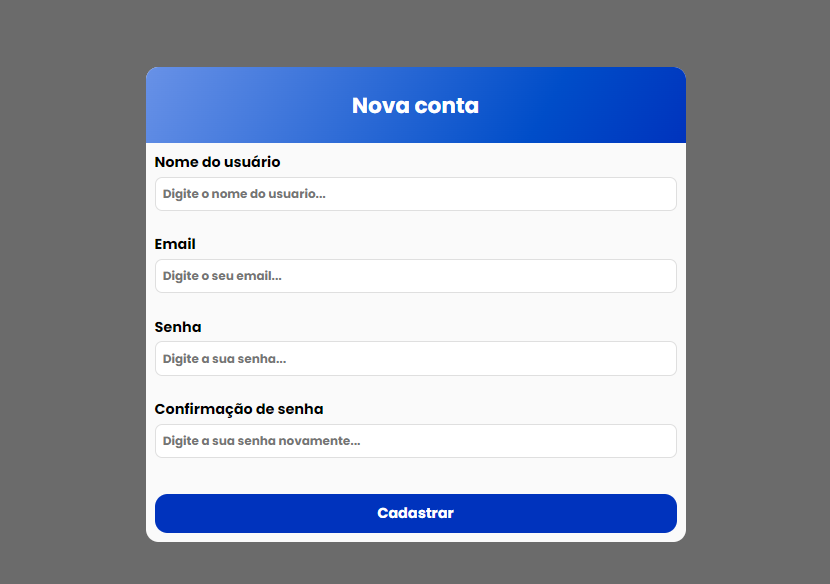 Nova conta
Nome do usuário
Digite o nome do usuario...
Email
Digite o seu email...
Senha
Digite a sua senha...
Confirmação de senha
Digite a sua senha novamente...
Cadastrar